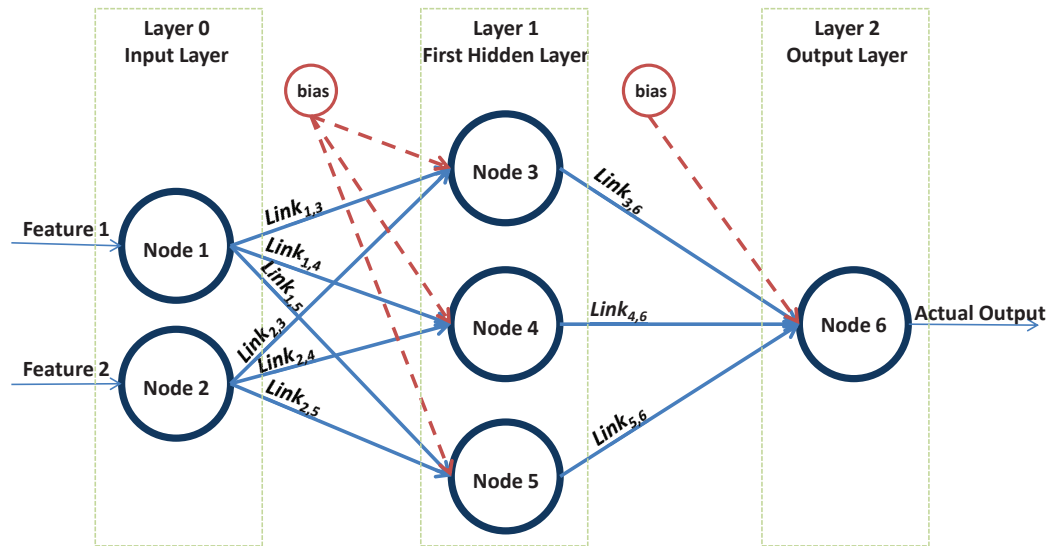 Layer 0
Input Layer
Layer 1
First Hidden Layer
Layer 2
Output Layer
bias
bias
Node 3
Link3,6
Link1,3
Feature 1
Node 1
Link1,4
Link1,5
Link2,3
Node 4
Link4,6
Node 6
Actual Output
Feature 2
Node 2
Link2,4
Link2,5
Link5,6
Node 5